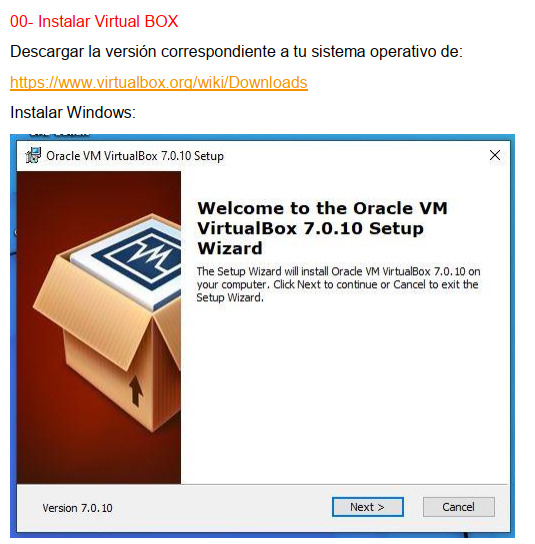 00- Instalar Virtual BOX
Descargar la versión correspondiente a tu sistema operativo de:
https://www.virtualbox.org/wiki/Downloads
Instalar Windows:
Oracle VM VirtualBox 7.0.10 Setup
Welcome to the Oracle VM
VirtualBox 7.0.10 Setup
Wizard
The Setup Wizard will install Oracle VM VirtualBox 7.0.10 on
your computer. Click Next to continue or Cancel to exit the
Setup Wizard.
Version 7.0.10
Next >
Cancel